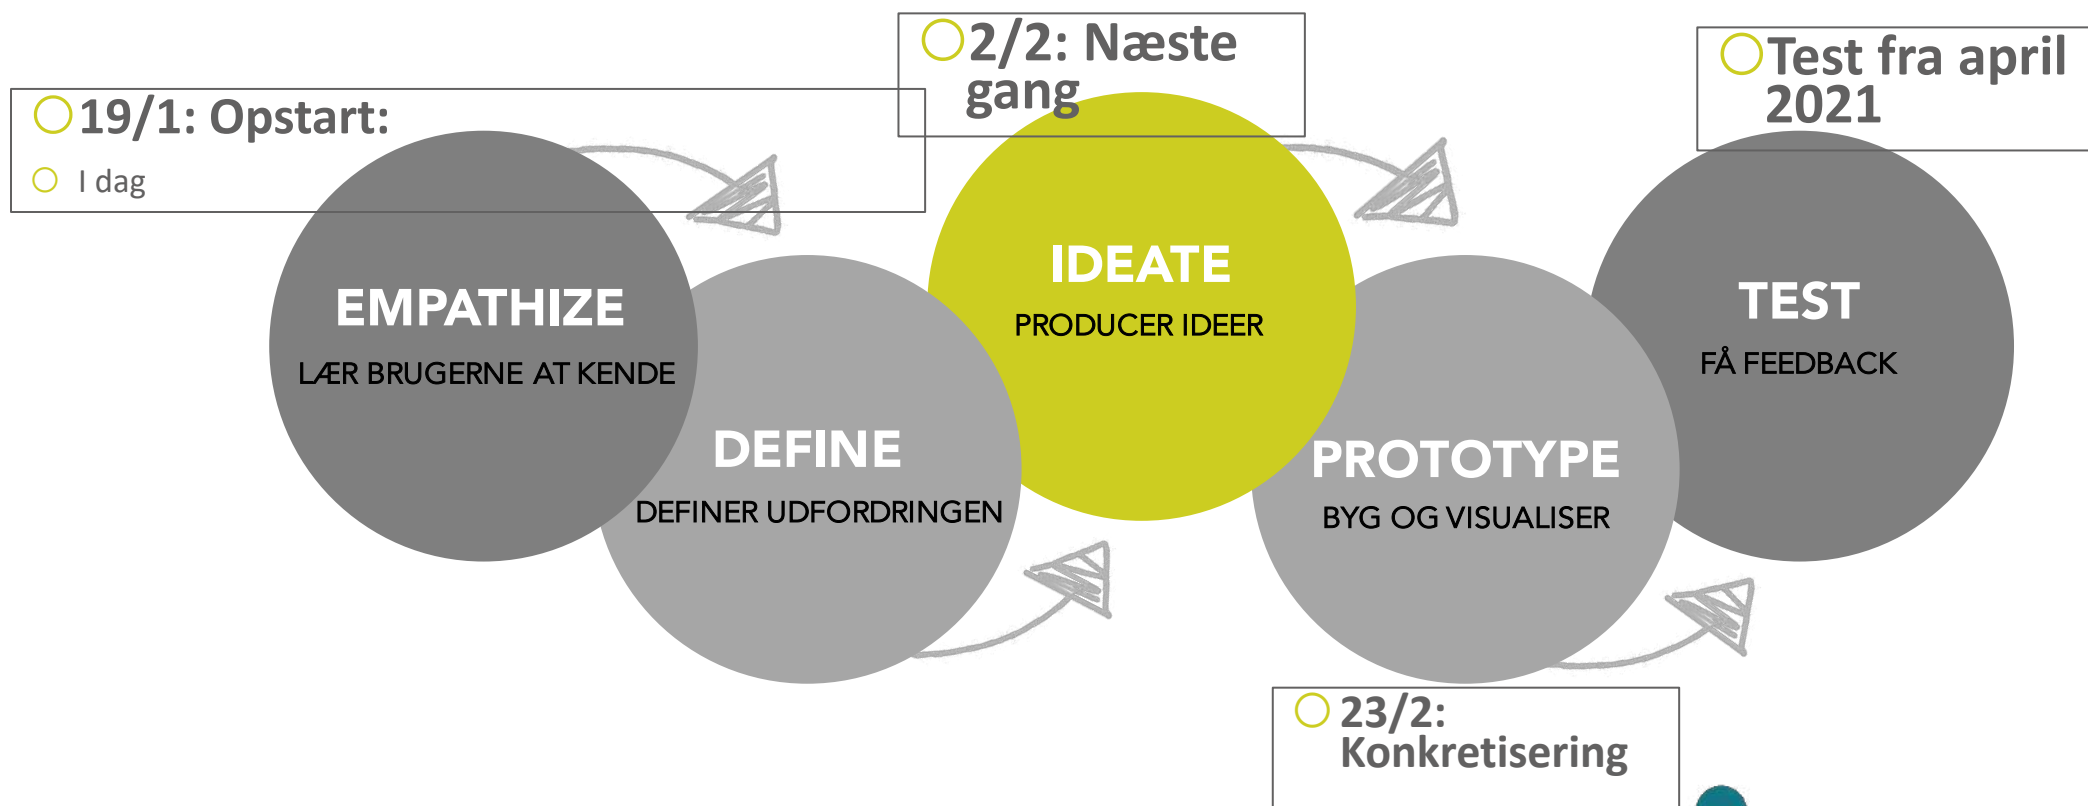 19/1: Opstart:
I dag
2/2: Næste
gang
Test fra april
2021
EMPATHIZE
LÆR BRUGERNE AT KENDE
DEFINE
DEFINER UDFORDRINGEN
IDEATE
PRODUCER IDEER
PROTOTYPE
BYG OG VISUALISER
TEST
FÅ FEEDBACK
23/2:
Konkretisering